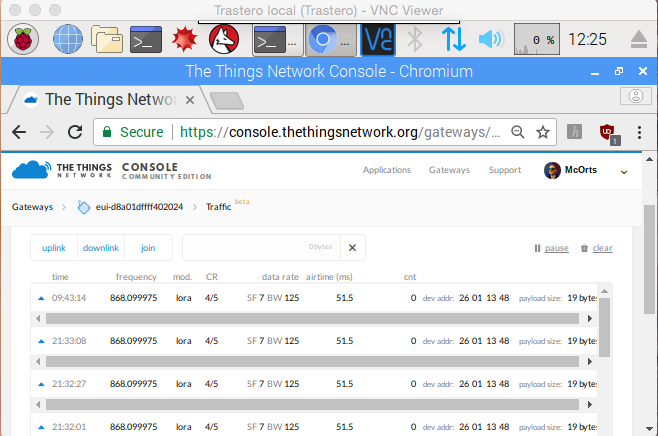 Trastero local (Trastero) - VNC Viewer
... ... 0 % 12:25
The Things Network Console - Chromium
The Things Networ
Secure https://console.thethingsnetwork.org/gateways/... 1
THE THINGS NETWORK CONSOLE COMMUNITY EDITION Applications Gateways Support McOrts
Gateways eui-d8a01dffff402024 Traffic beta
uplink downlink join 0 bytes pause clear
time frequency mod. CR data rate airtime (ms) cnt
09:43:14 868.099975 lora 4/5 SF 7 BW 125 51.5 0 dev addr: 26 01 13 48 payload size: 19 bytes
21:33:08 868.099975 lora 4/5 SF 7 BW 125 51.5 0 dev addr: 26 01 13 48 payload size: 19 bytes
21:32:27 868.099975 lora 4/5 SF 7 BW 125 51.5 0 dev addr: 26 01 13 48 payload size: 19 bytes
21:32:01 868.099975 lora 4/5 SF 7 BW 125 51.5 0 dev addr: 26 01 13 48 payload size: 19 bytes